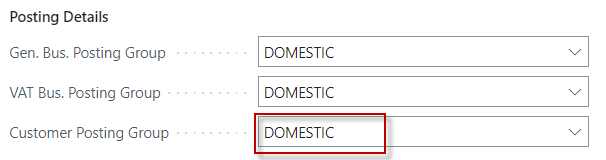 Posting Details
Gen. Bus. Posting Group DOMESTIC
VAT Bus. Posting Group DOMESTIC
Customer Posting Group DOMESTIC